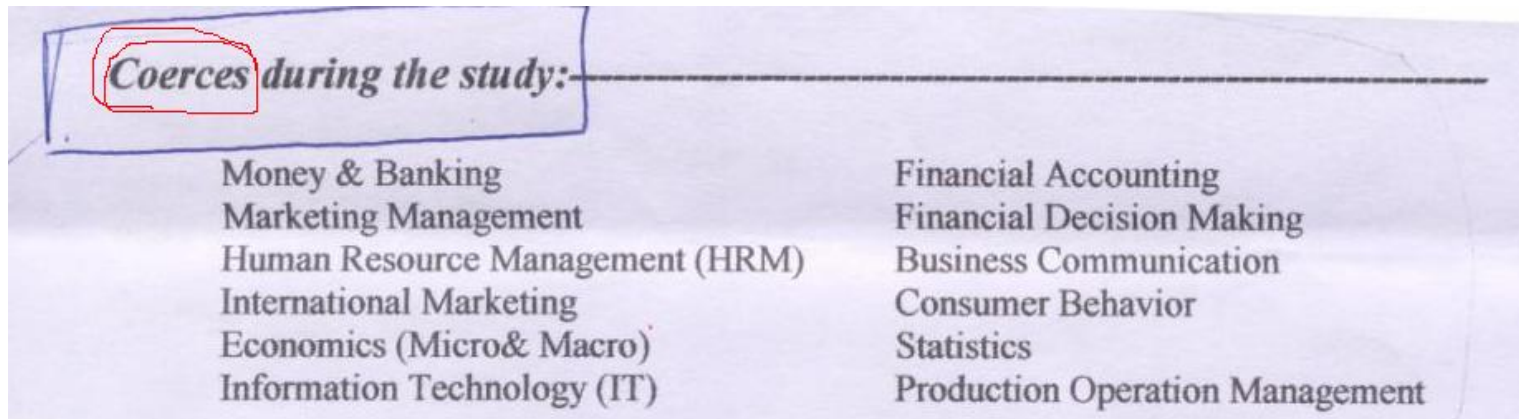 Coerces during the study:-
Money & Banking
Marketing Management
Human Resource Management (HRM)
International Marketing
Economics (Micro& Macro)
Information Technology (IT)
Financial Accounting
Financial Decision Making
Business Communication
Consumer Behavior
Statistics
Production Operation Management